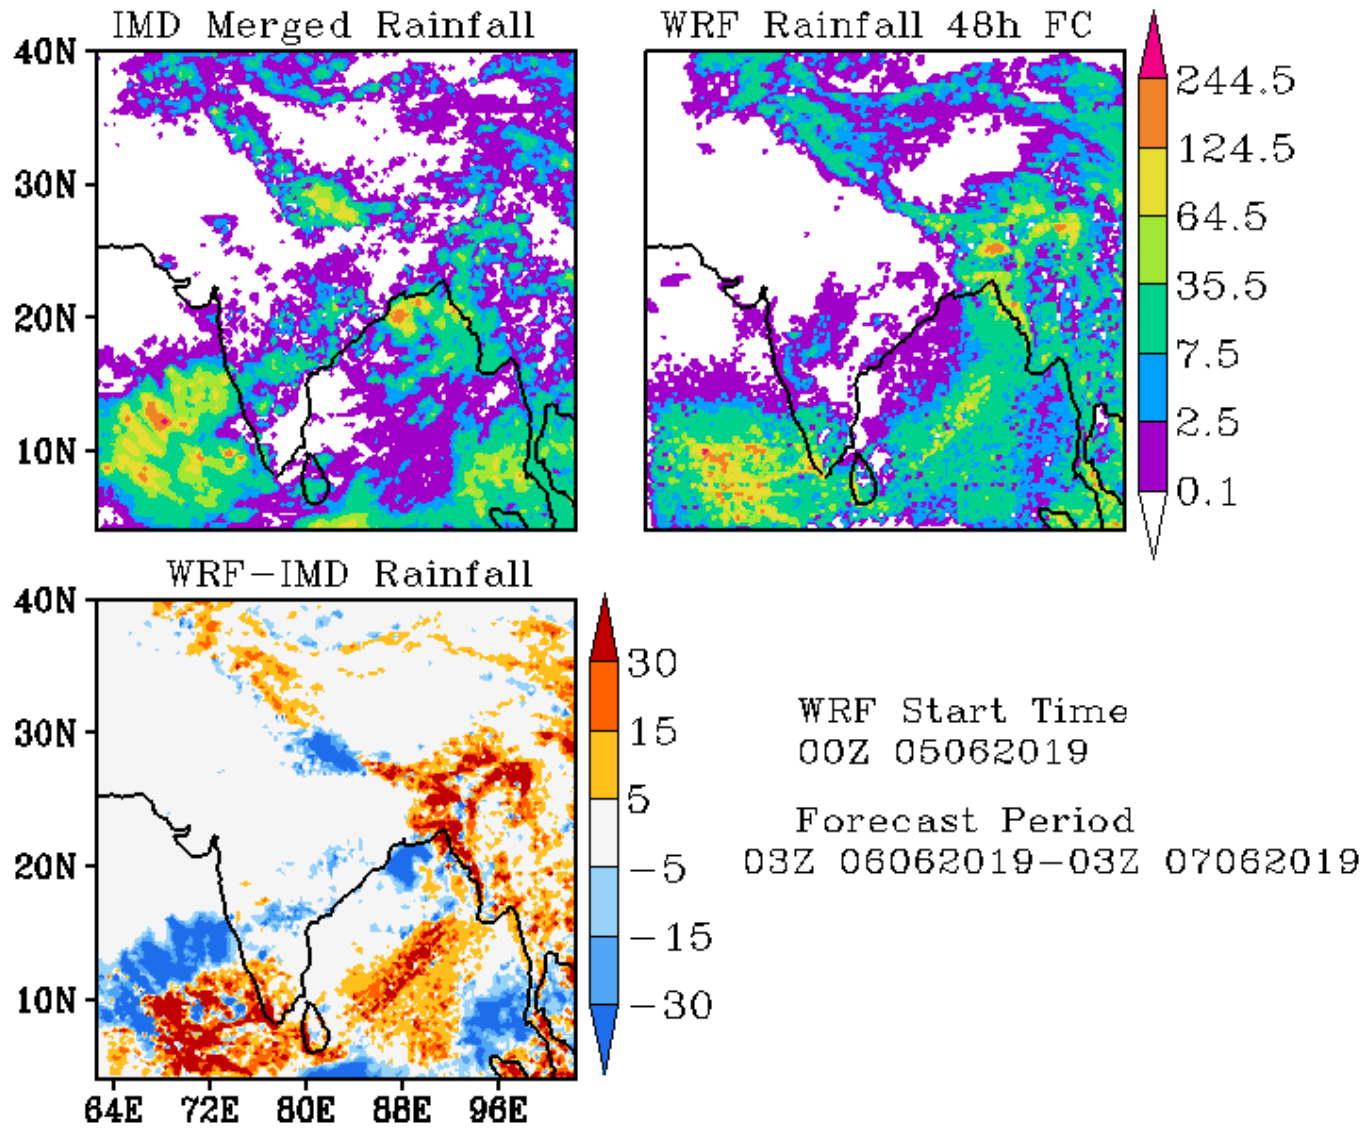 IMD Merged Rainfall
WRF Rainfall 48h FC
40N
30N
20N
10N
244.5
124.5
64.5
35.5
7.5
2.5
0.1
WRF-IMD Rainfall
40N
30N
20N
10N
64E 72E 80E 88E 96E
30
15
5
-5
-15
-30
WRF Start Time
00Z 05062019
Forecast Period
03Z 06062019-03Z 07062019